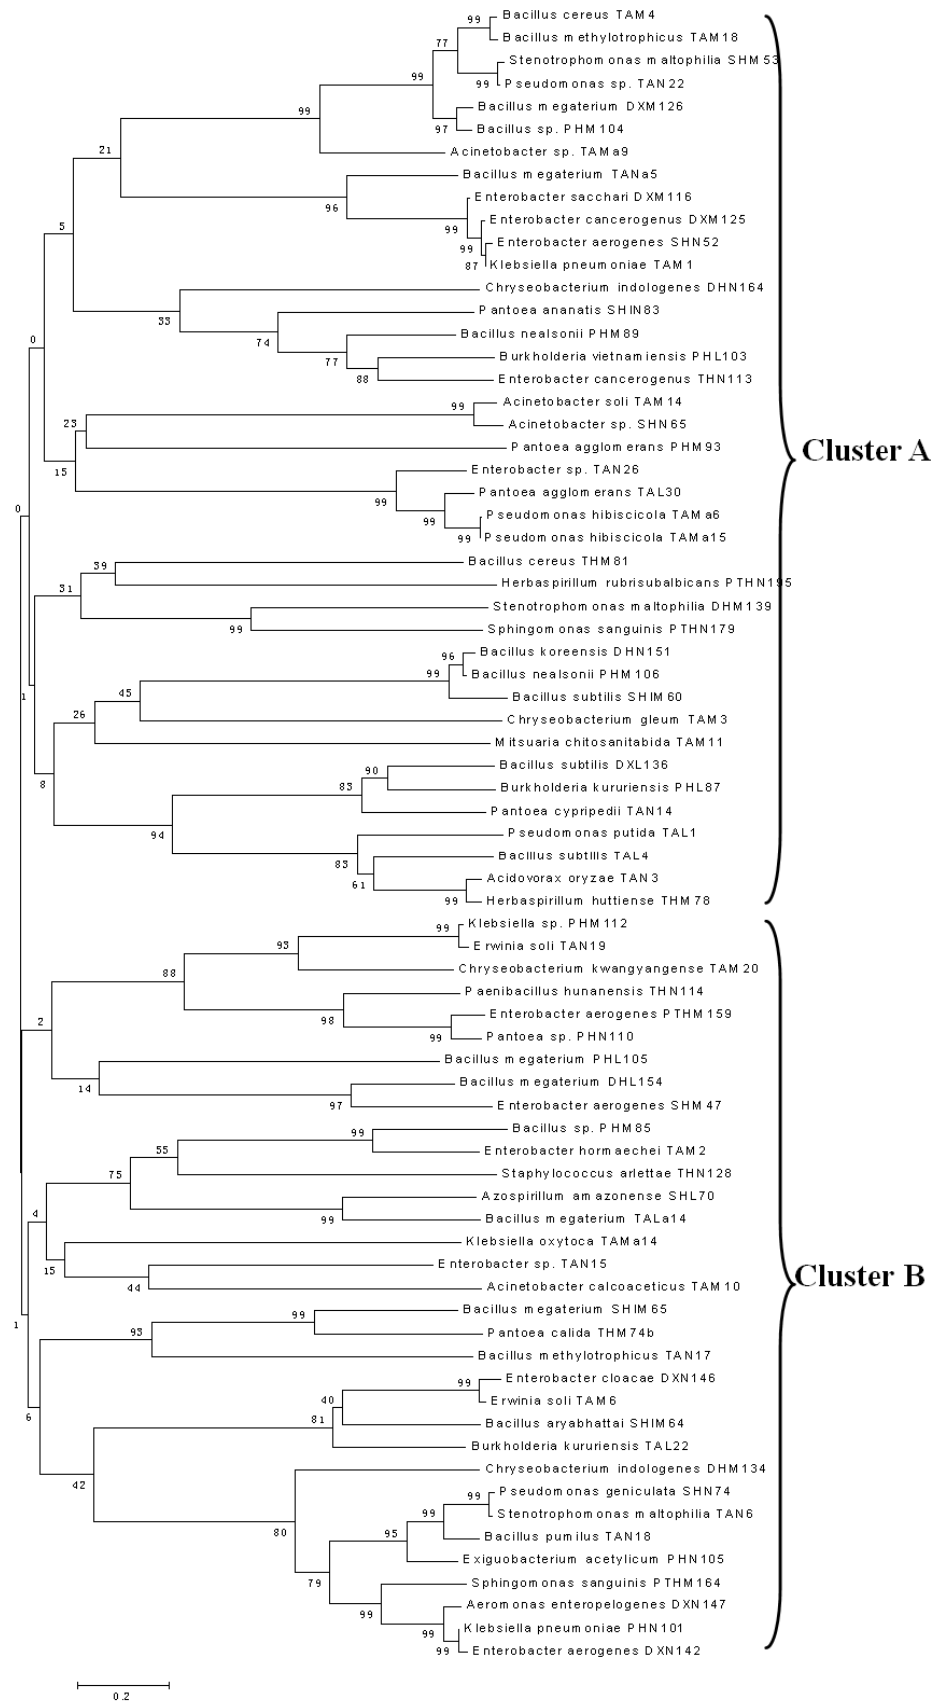 99
Bacillus cereus TAM4
Bacillus methylotrophicus TAM18
77
Stenotrophomonas maltophilia SHM53
99
99
Pseudomonas sp. TAN22
Bacillus megaterium DXM126
99
97
Bacillus sp. PHM104
21
Acinetobacter sp. TAMa9
Bacillus megaterium TANa5
96
Enterobacter sacchari DXM116
5
99
Enterobacter cancerogenus DXM125
99
Enterobacter aerogenes SHN52
87
Klebsiella pneumoniae TAM1
Chryseobacterium indologenes DHN164
33
Pantoea ananatis SHIN83
0
74
Bacillus nealsonii PHM89
77
Burkholderia vietnamiensis PHL103
88
Enterobacter cancerogenus THN113
99
Acinetobacter soli TAM14
23
Acinetobacter sp. SHN65
Pantoea agglomerans PHM93
Cluster A
15
Enterobacter sp. TAN26
99
Pantoea agglomerans TAL30
0
99
Pseudomonas hibiscicola TAMa6
99
Pseudomonas hibiscicola TAMa15
39
Bacillus cereus THM81
31
Herbaspirillum rubrisubalbicans PTHN195
Stenotrophomonas maltophilia DHM139
99
Sphingomonas sanguinis PTHN179
96
Bacillus koreensis DHN151
99
Bacillus nealsonii PHM106
1
45
Bacillus subtilis SHIM60
26
Chryseobacterium gleum TAM3
Mitsuaria chitosanitabida TAM11
90
Bacillus subtilis DXL136
8
83
Burkholderia kururiensis PHL87
Pantoea cypripedii TAN14
94
Pseudomonas putida TAL1
83
Bacillus subtilis TAL4
61
Acidovorax oryzae TAN3
99
Herbaspirillum huttiense THM78
99
Klebsiella sp. PHM112
93
Erwinia soli TAN19
88
Chryseobacterium kwangyangense TAM20
Paenibacillus hunanensis THN114
98
Enterobacter aerogenes PTHM159
2
99
Pantoea sp. PHN110
Bacillus megaterium PHL105
14
Bacillus megaterium DHL154
97
Enterobacter aerogenes SHM47
99
Bacillus sp. PHM85
55
Enterobacter hormaechei TAM2
75
Staphylococcus arlettae THN128
Azospirillum amazonense SHL70
4
99
Bacillus megaterium TALa14
Klebsiella oxytoca TAMa14
15
Enterobacter sp. TAN15
Cluster B
44
Acinetobacter calcoaceticus TAM10
99
Bacillus megaterium SHIM65
1
93
Pantoea calida THM74b
Bacillus methylotrophicus TAN17
99
Enterobacter cloacae DXN146
40
Erwinia soli TAM6
6
81
Bacillus aryabhattai SHIM64
Burkholderia kururiensis TAL22
42
Chryseobacterium indologenes DHM134
99
Pseudomonas geniculata SHN74
99
Stenotrophomonas maltophilia TAN6
80
95
Bacillus pumilus TAN18
Exiguobacterium acetylicum PHN105
79
Sphingomonas sanguinis PTHM164
99
Aeromonas enteropelogenes DXN147
99
Klebsiella pneumoniae PHN101
99
Enterobacter aerogenes DXN142
0.2